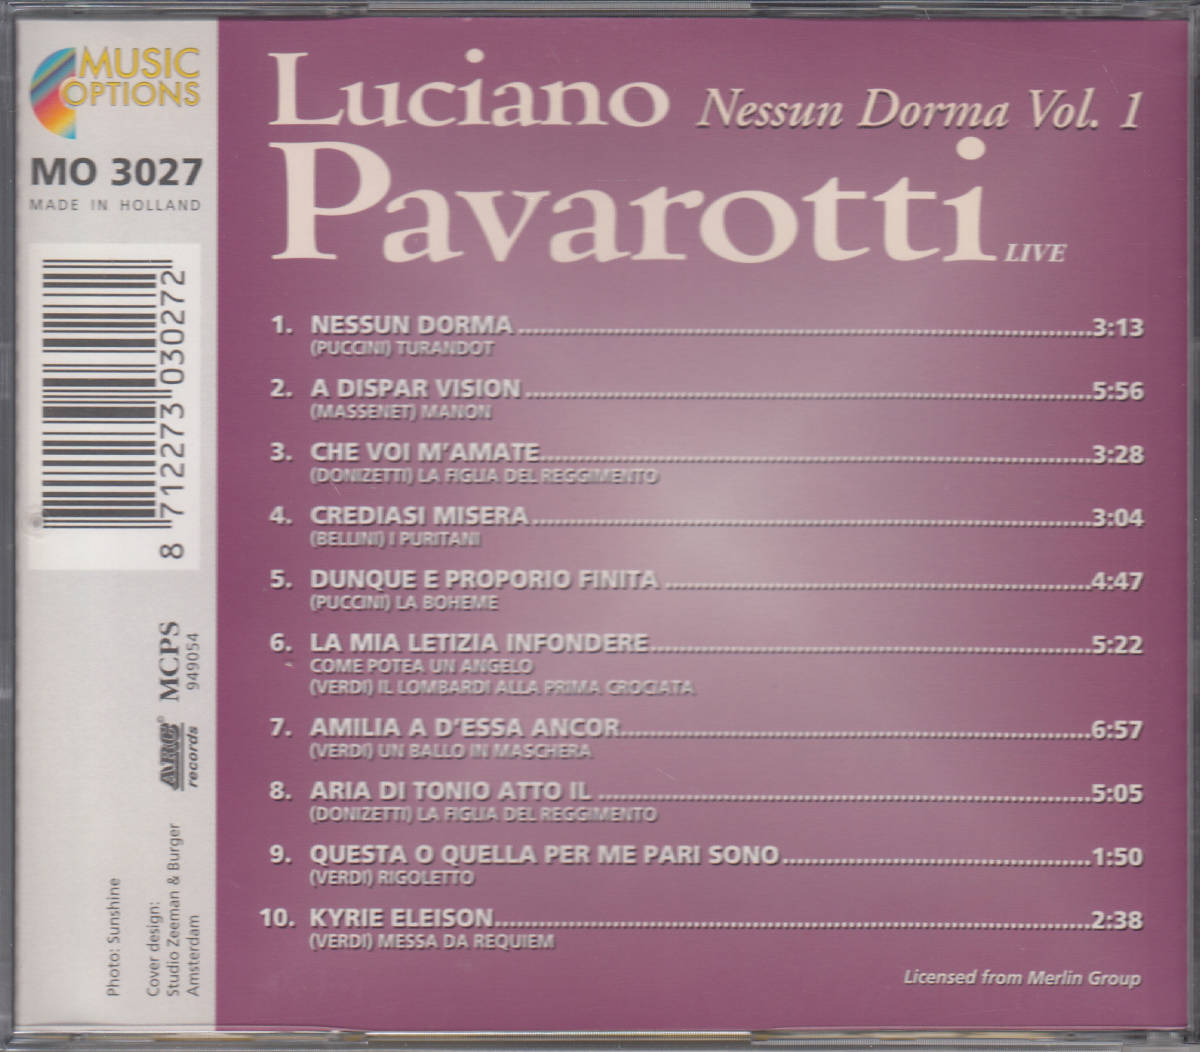 MUSIC
OPTIONS
MO 3027
MADE IN HOLLAND
8 712273 030272
MCPS
949054
ARC
records
Photo: Sunshine
Cover design:
Studio Zeeman & Burger
Amsterdam
Luciano Nessun Dorma Vol. 1
Pavarotti LIVE
1. NESSUN DORMA 3:13
(PUCCINI) TURANDOT
2. A DISPAR VISION 5:56
(MASSENET) MANON
3. CHE VOI M'AMATE 3:28
(DONIZETTI) LA FIGLIA DEL REGGIMENTO
4. CREDIASI MISERA 3:04
(BELLINI) I PURITANI
5. DUNQUE E PROPORIO FINITA 4:47
(PUCCINI) LA BOHEME
6. LA MIA LETIZIA INFONDERE 5:22
COME POTEA UN ANGELO
(VERDI) IL LOMBARDI ALLA PRIMA CROCIATA
7. AMILIA A D'ESSA ANCOR 6:57
(VERDI) UN BALLO IN MASCHERA
8. ARIA DI TONIO ATTO IL 5:05
(DONIZETTI) LA FIGLIA DEL REGGIMENTO
9. QUESTA O QUELLA PER ME PARI SONO 1:50
(VERDI) RIGOLETTO
10. KYRIE ELEISON 2:38
(VERDI) MESSA DA REQUIEM
Licensed from Merlin Group